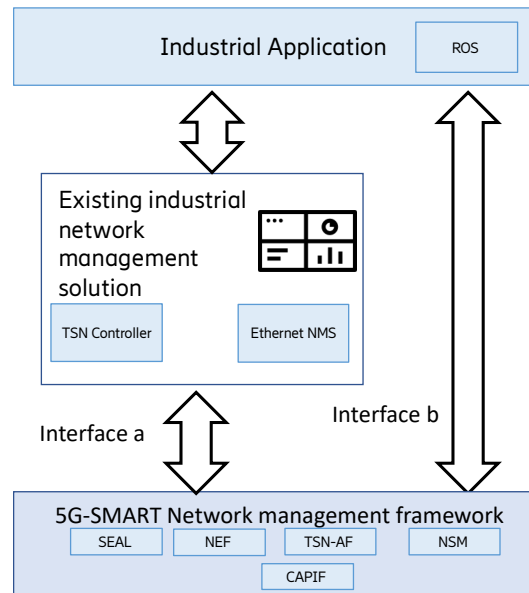 Industrial Application
ROS
Existing industrial
network
management
solution
TSN Controller
Ethernet NMS
Interface a
Interface b
5G-SMART Network management framework
SEAL
NEF
TSN-AF
NSM
CAPIF